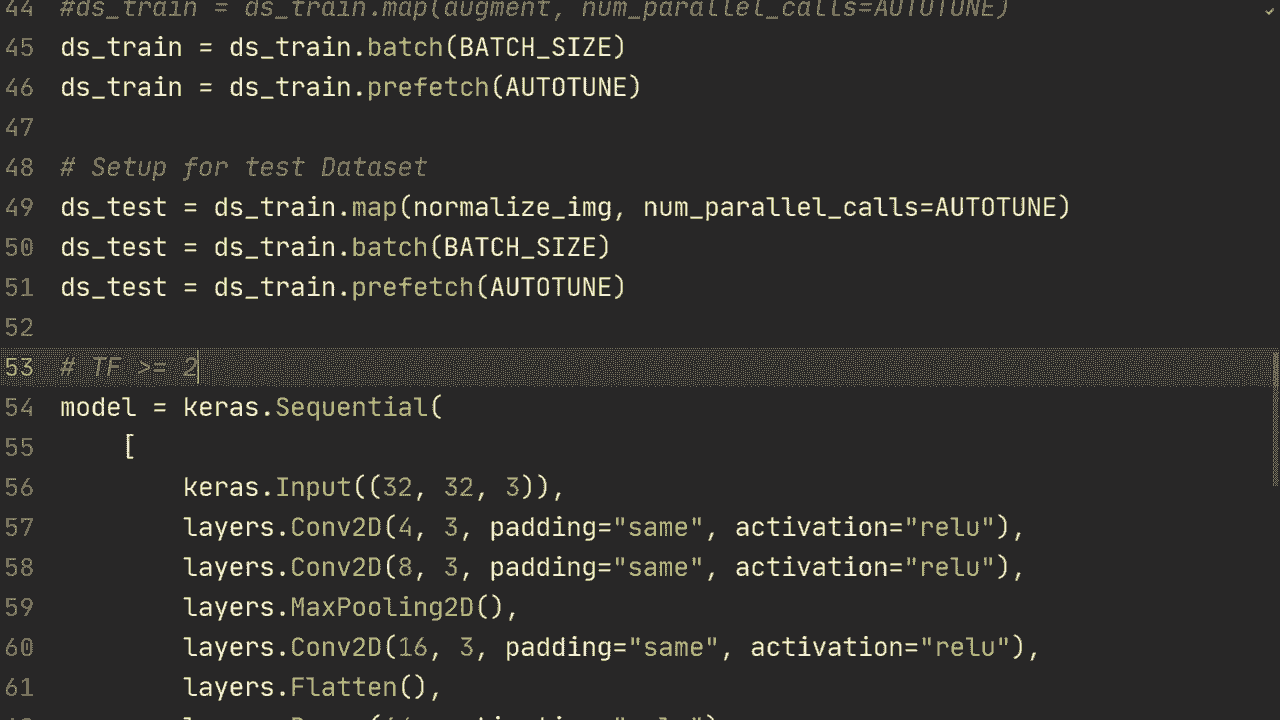 44 #ds_train = ds_train.map(augment, num_parallel_calls=AUTOTUNE)
45 ds_train = ds_train.batch(BATCH_SIZE)
46 ds_train = ds_train.prefetch(AUTOTUNE)
47
48 # Setup for test Dataset
49 ds_test = ds_train.map(normalize_img, num_parallel_calls=AUTOTUNE)
50 ds_test = ds_train.batch(BATCH_SIZE)
51 ds_test = ds_train.prefetch(AUTOTUNE)
52
53 # TF >= 2
54 model = keras.Sequential(
55 [
56 keras.Input((32, 32, 3)),
57 layers.Conv2D(4, 3, padding="same", activation="relu"),
58 layers.Conv2D(8, 3, padding="same", activation="relu"),
59 layers.MaxPooling2D(),
60 layers.Conv2D(16, 3, padding="same", activation="relu"),
61 layers.Flatten(),